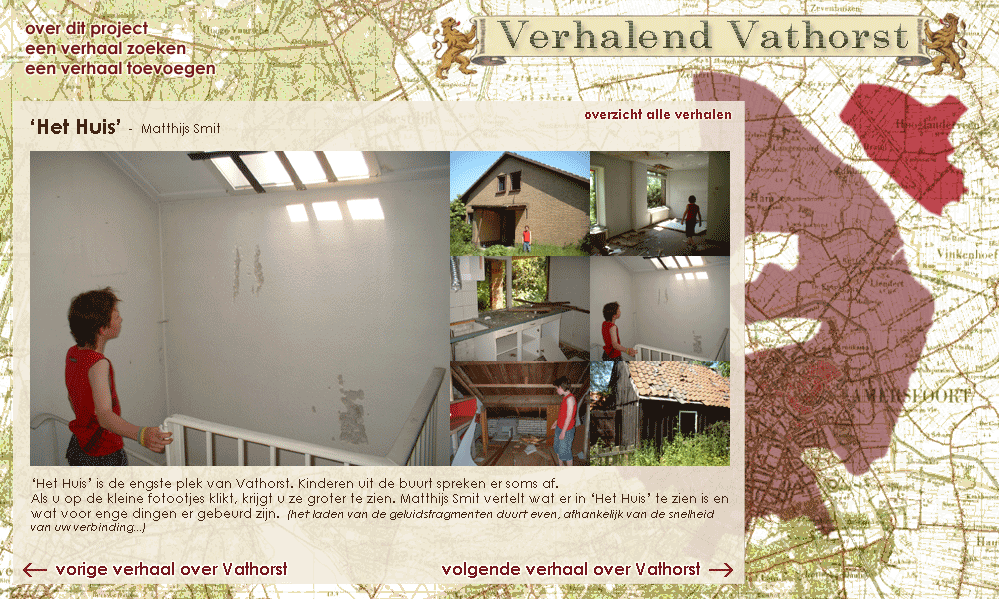 over dit project
een verhaal zoeken
een verhaal toevoegen
Verhalend Vathorst
overzicht alle verhalen
‘Het Huis’ - Matthijs Smit
‘Het Huis’ is de engste plek van Vathorst. Kinderen uit de buurt spreken er soms af.
Als u op de kleine fotootjes klikt, krijgt u ze groter te zien. Matthijs Smit vertelt wat er in ‘Het Huis’ te zien is en
wat voor enge dingen er gebeurd zijn. (het laden van de geluidsfragmenten duurt even, afhankelijk van de snelheid
van uw verbinding...)
← vorige verhaal over Vathorst
volgende verhaal over Vathorst →
Zevenhuizen
Hooglanderveen
Vinkenhoef
Liendert
AMERSFOORT